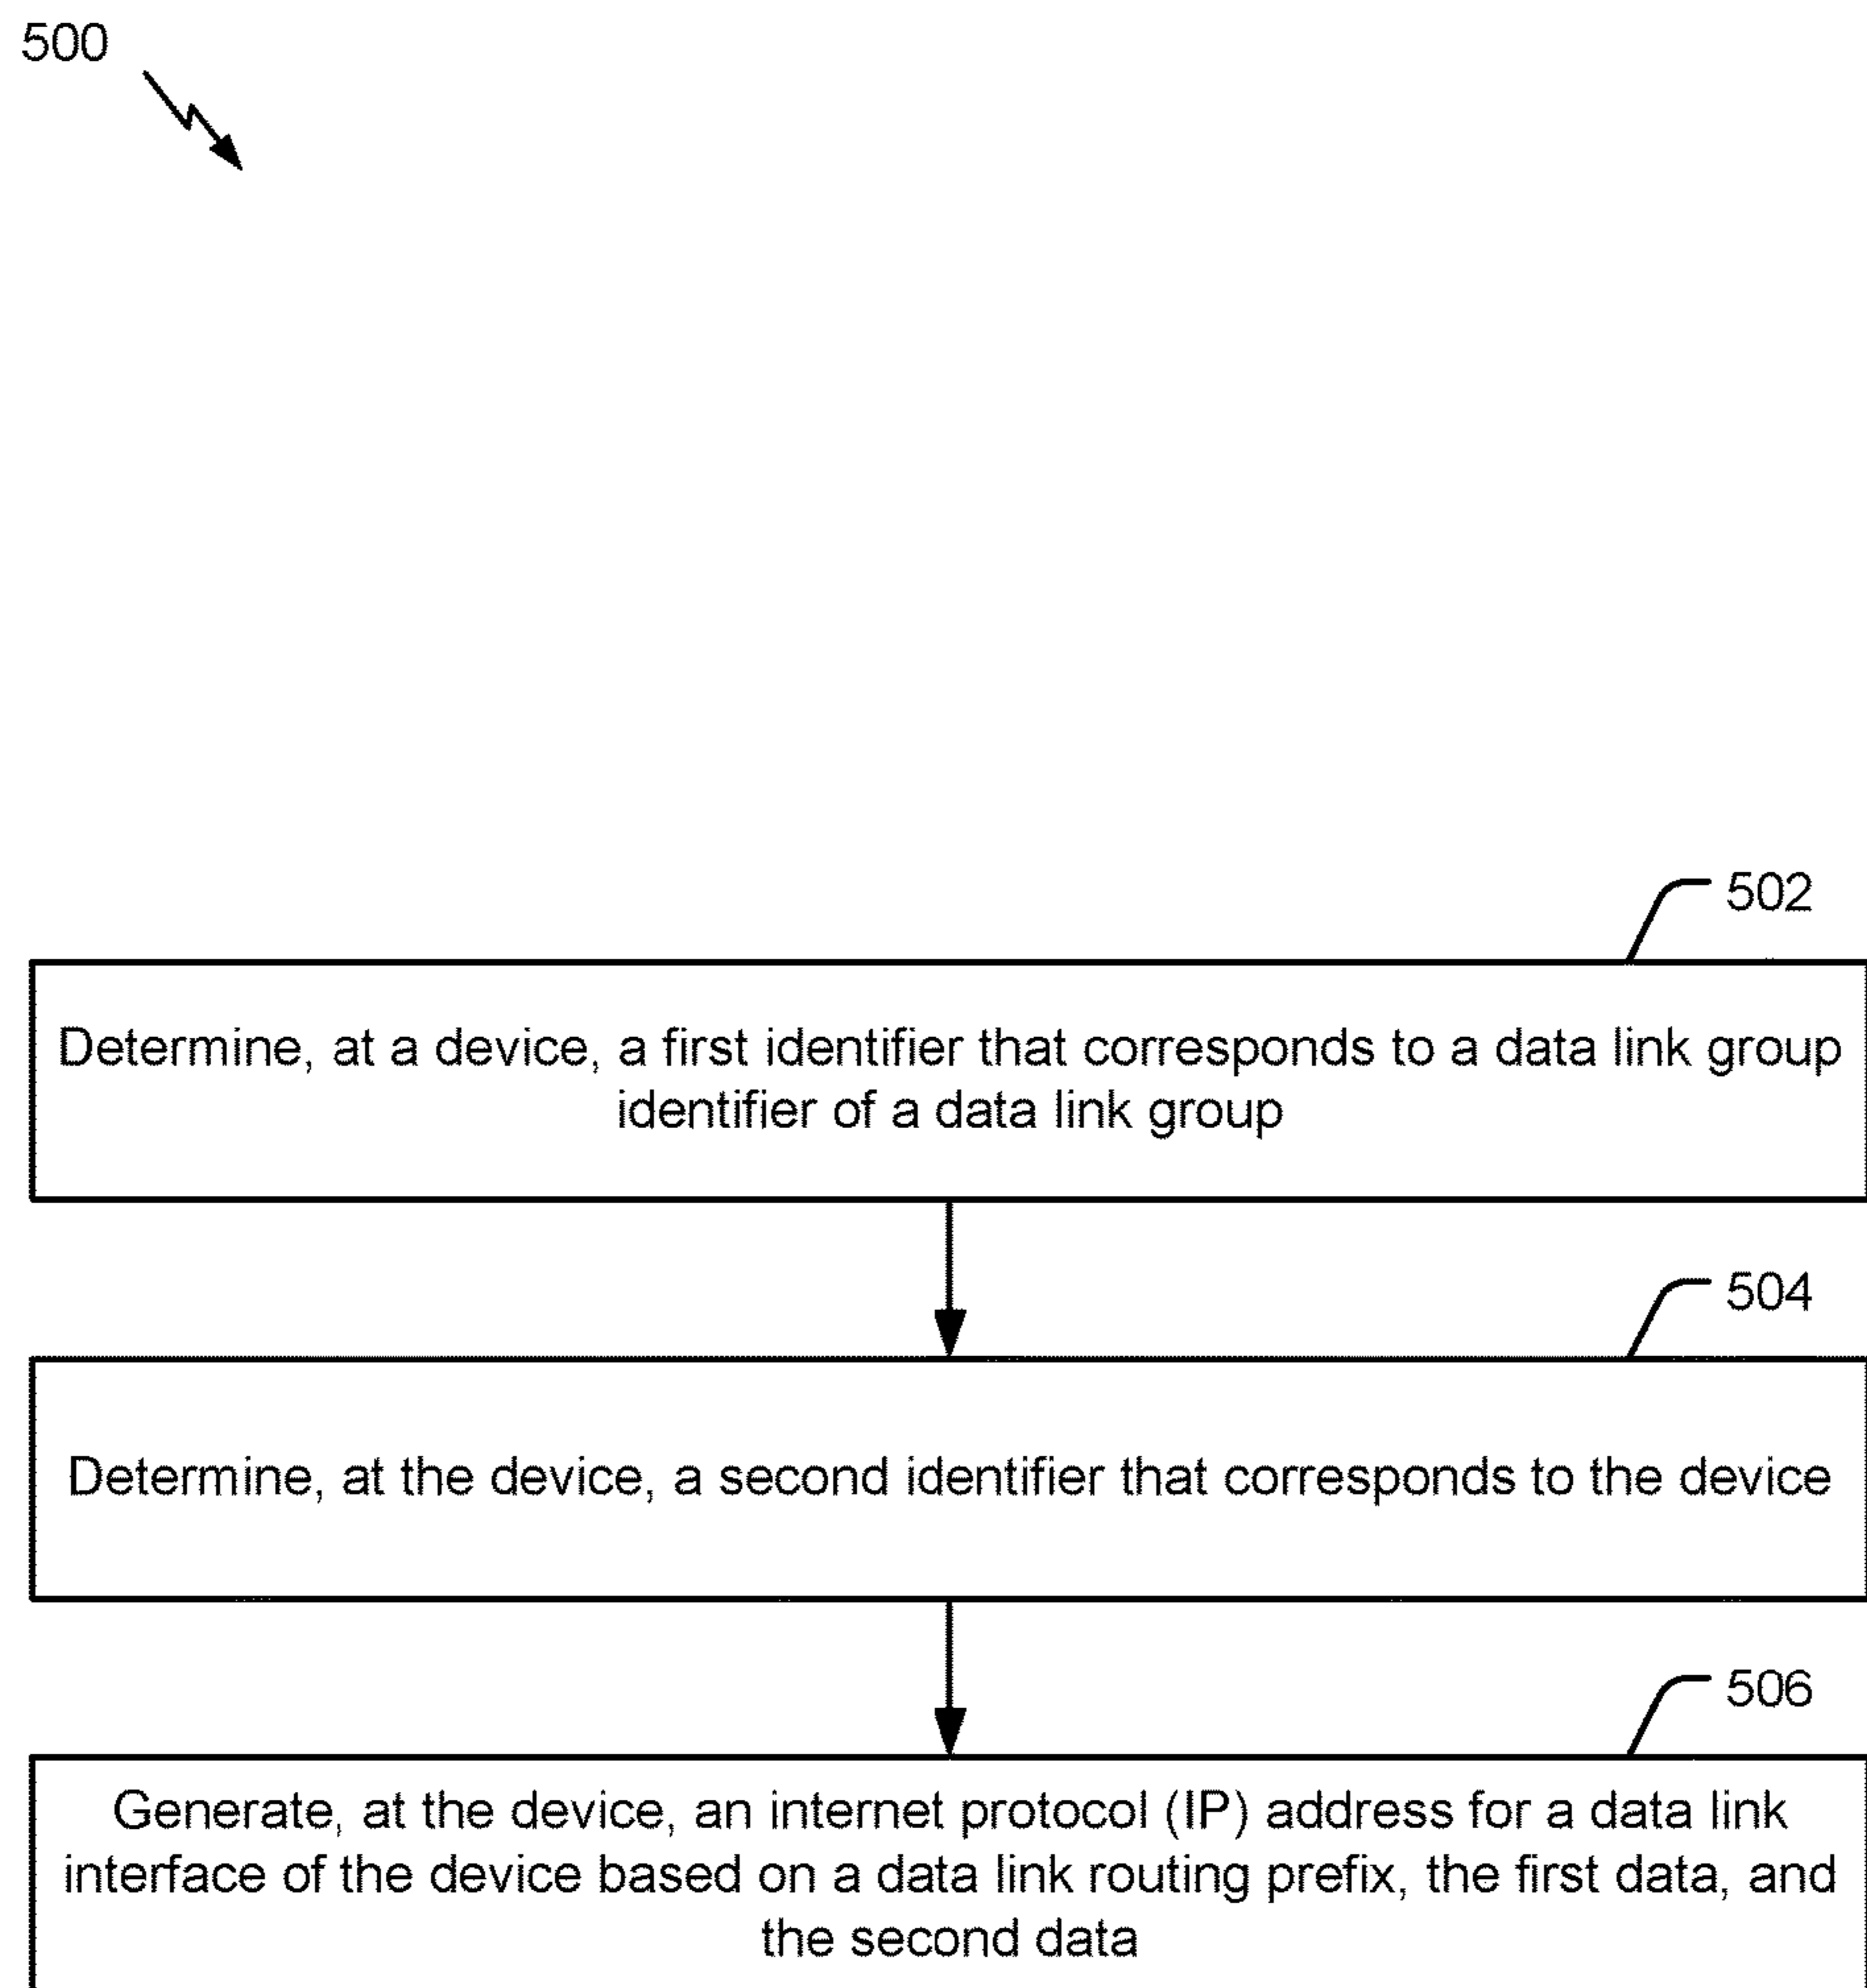 500
502
Determine, at a device, a first identifier that corresponds to a data link group
identifier of a data link group
504
Determine, at the device, a second identifier that corresponds to the device
506
Generate, at the device, an internet protocol (IP) address for a data link
interface of the device based on a data link routing prefix, the first data, and
the second data